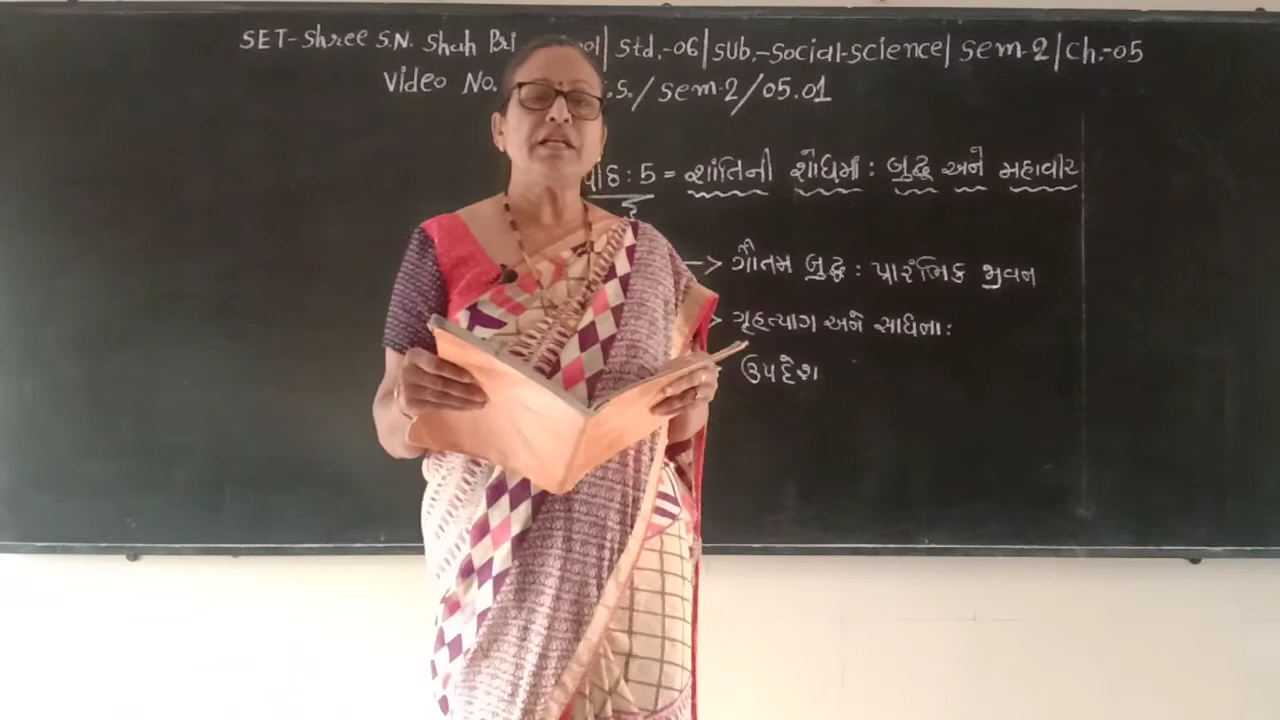 SET-Shree S.N. Shah Pri ool | Std.-06 | Sub.-Social-Science | Sem-2 | Ch.-05
Video No. .S./ Sem-2/05.01
પાઠ : 5 = શાંતિની શોધમાં : બુદ્ધ અને મહાવીર
→ ગૌતમ બુદ્ધ : પ્રારંભિક જીવન
ગૃહત્યાગ અને સાધના :
ઉપદેશ